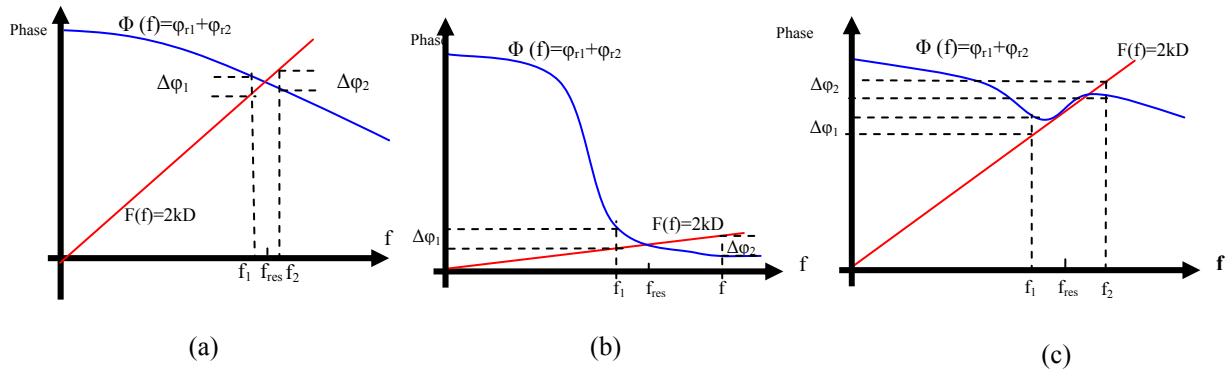 Phase
Φ (f)=φr1+φr2
Δφ1
Δφ2
F(f)=2kD
f
f1
fres
f2
(a)
Phase
Φ (f)=φr1+φr2
F(f)=2kD
Δφ1
Δφ2
f
f1
fres
f
(b)
Phase
Φ (f)=φr1+φr2
F(f)=2kD
Δφ2
Δφ1
f1
fres
f2
f
(c)